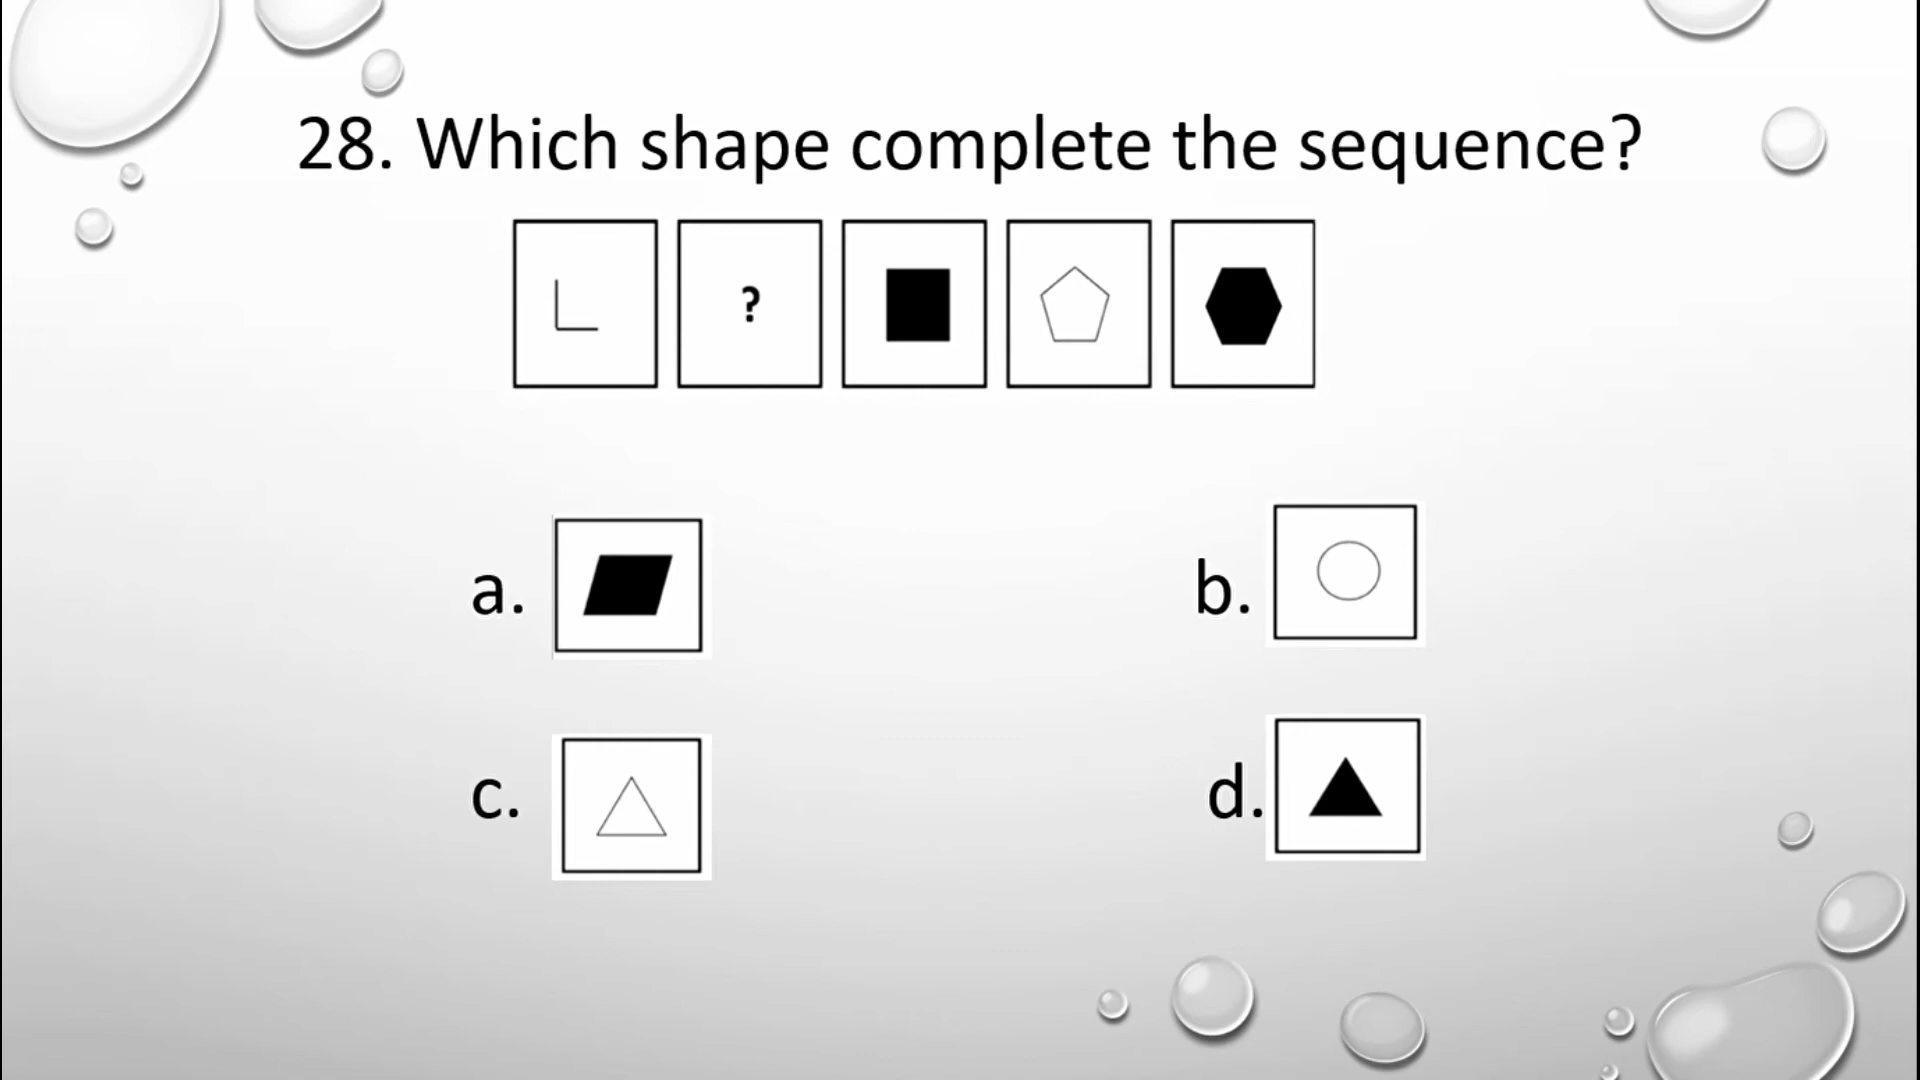 28. Which shape complete the sequence?
?
a.
b.
c.
d.